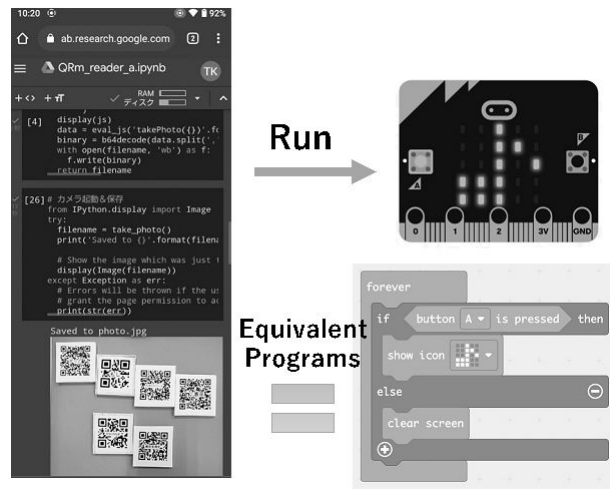 10:20
92%
ab.research.google.com
2
QRm_reader_a.ipynb
TK
+<> +тT
RAM
ディスク
[4]
display(js)
data = eval_js('takePhoto({})'.fo
binary = b64decode(data.split(',
with open(filename, 'wb') as f:
f.write(binary)
return filename
[26]
# カメラ起動&保存
from IPython.display import Image
try:
filename = take_photo()
print('Saved to {}'.format(filena
# Show the image which was just t
display(Image(filename))
except Exception as err:
# Errors will be thrown if the us
# grant the page permission to ac
print(str(err))
Saved to photo.jpg
Run
A
B
0 1 2 3V GND
Equivalent
Programs
forever
if button A is pressed then
show icon
else
clear screen